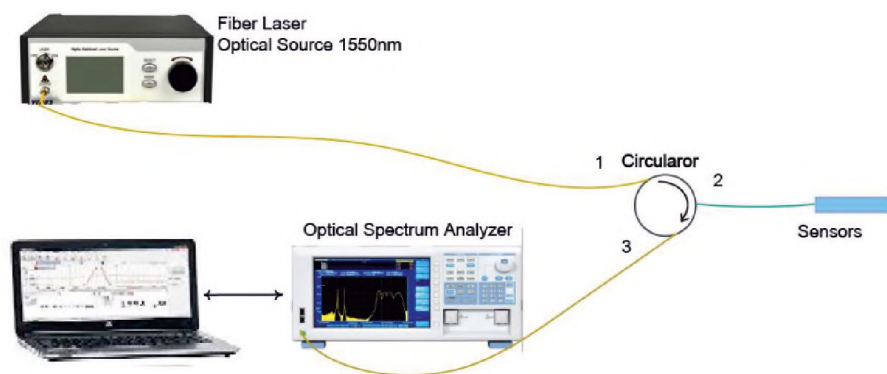 Fiber Laser
Optical Source 1550nm
1
Circularor
2
Sensors
3
Optical Spectrum Analyzer